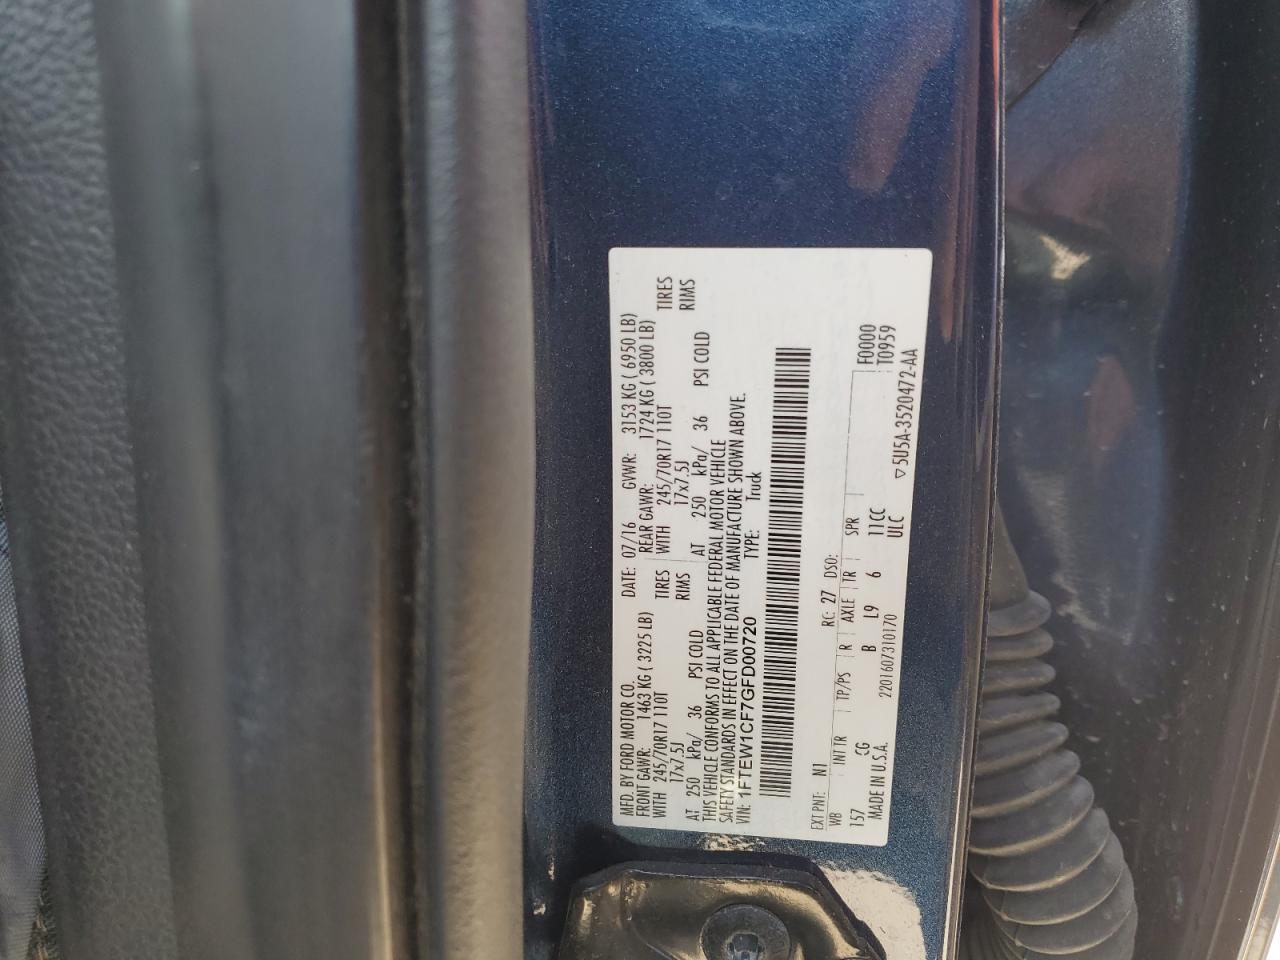 MFD. BY FORD MOTOR CO. DATE: 07/16 GVWR: 3153 KG ( 6950 LB)
FRONT GAWR: 1463 KG ( 3225 LB) REAR GAWR: 1724 KG ( 3800 LB)
WITH 245/70R17 110T TIRES WITH 245/70R17 110T TIRES
17x7.5J RIMS 17x7.5J RIMS
AT 250 kPa/ 36 PSI COLD AT 250 kPa/ 36 PSI COLD
THIS VEHICLE CONFORMS TO ALL APPLICABLE FEDERAL MOTOR VEHICLE
SAFETY STANDARDS IN EFFECT ON THE DATE OF MANUFACTURE SHOWN ABOVE.
VIN: 1FTEW1CF7GFD00720 TYPE: Truck
EXT PNT: N1 RC: 27 DSO:
WB INT TR TP/PS R AXLE TR SPR F0000
157 CG B L9 6 11CC T0959
ULC
MADE IN U.S.A. 2201607310170 ▽5U5A-3520472-AA